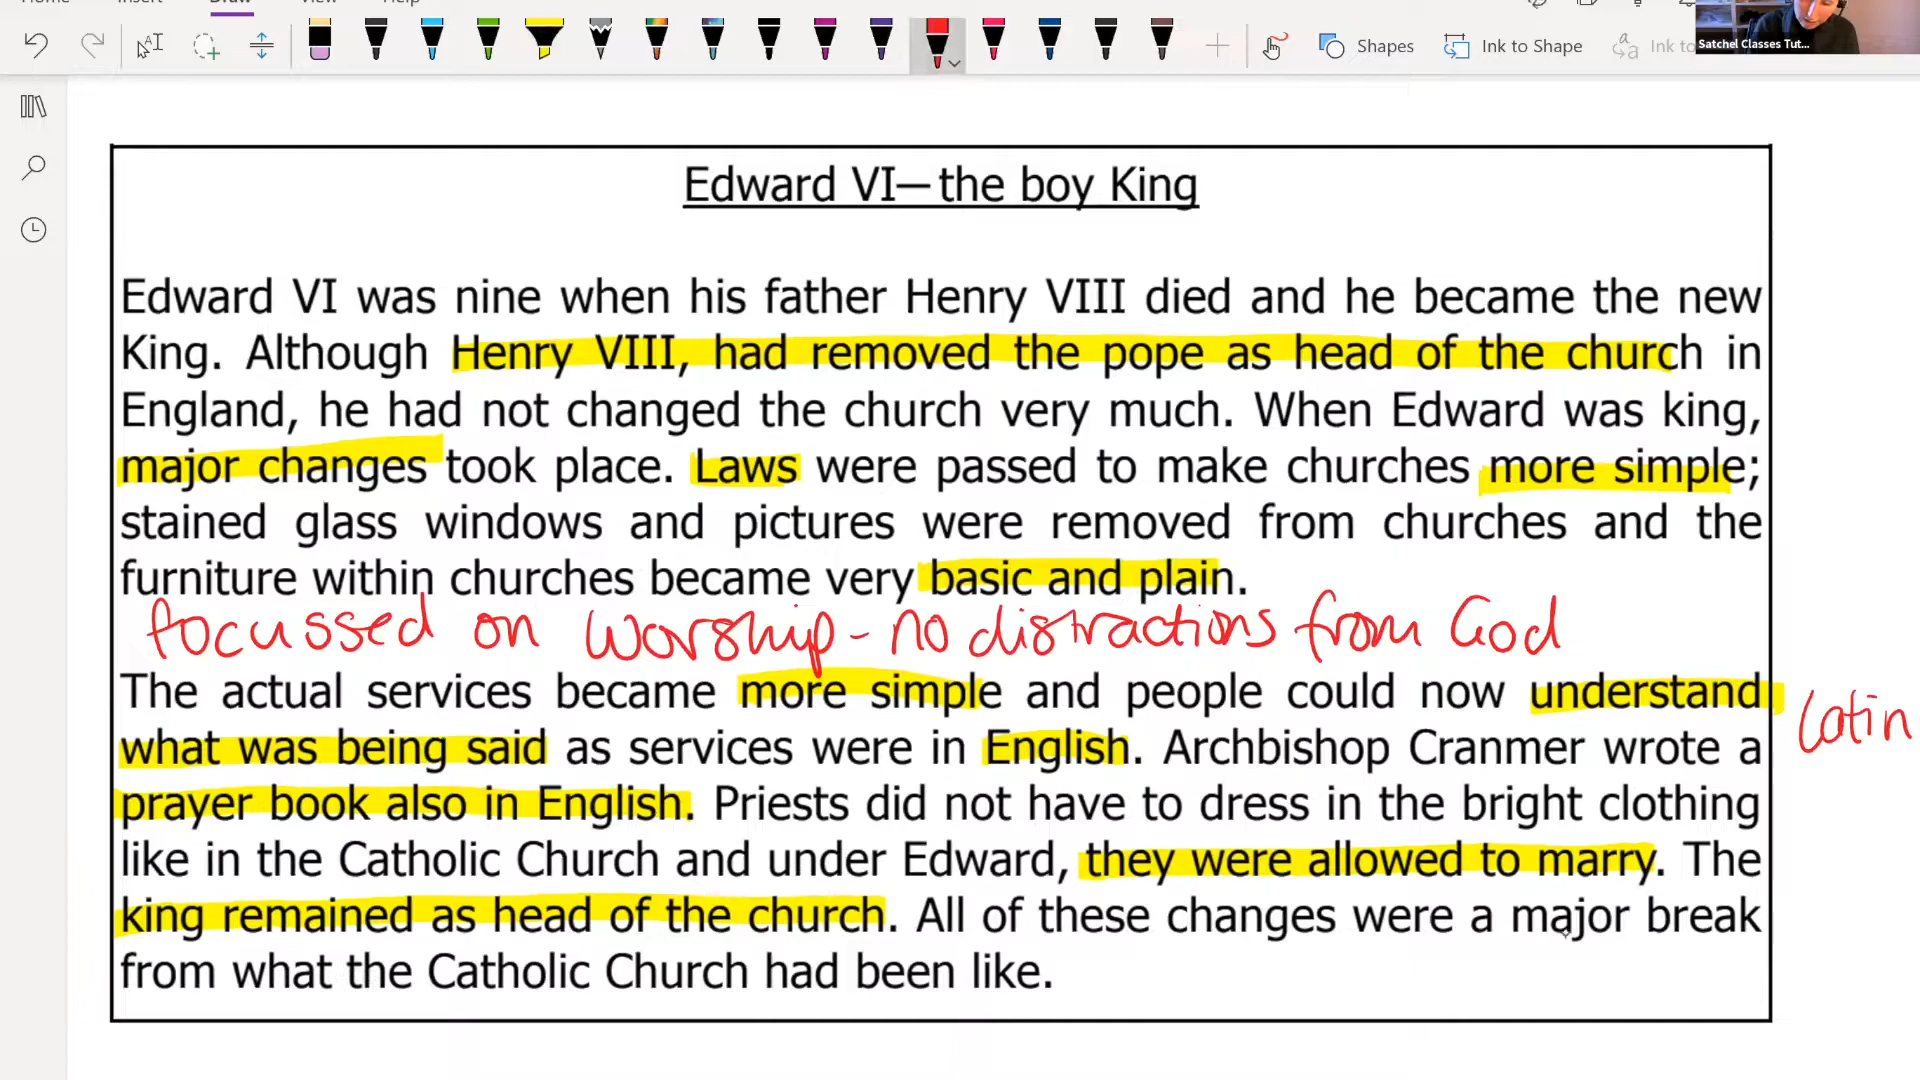 Home Insert Draw View Help
Shapes Ink to Shape Ink to
Satchel Classes Tut...
Edward VI—the boy King
Edward VI was nine when his father Henry VIII died and he became the new
King. Although Henry VIII, had removed the pope as head of the church in
England, he had not changed the church very much. When Edward was king,
major changes took place. Laws were passed to make churches more simple;
stained glass windows and pictures were removed from churches and the
furniture within churches became very basic and plain.
focussed on worship - no distractions from God
The actual services became more simple and people could now understand
Latin
what was being said as services were in English. Archbishop Cranmer wrote a
prayer book also in English. Priests did not have to dress in the bright clothing
like in the Catholic Church and under Edward, they were allowed to marry. The
king remained as head of the church. All of these changes were a major break
from what the Catholic Church had been like.